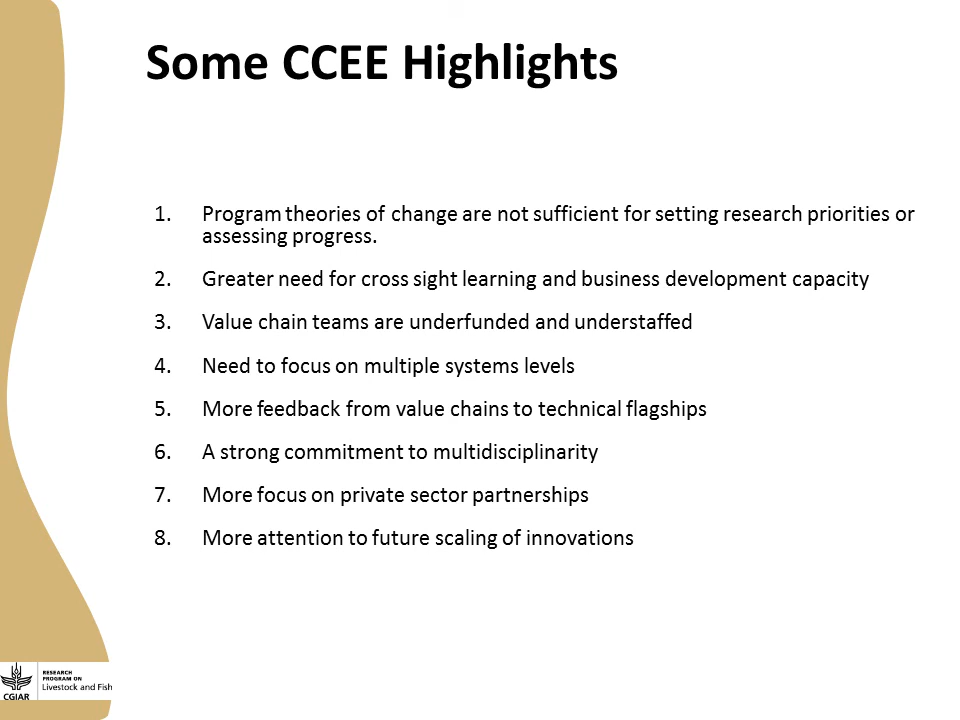 Some CCEE Highlights
1. Program theories of change are not sufficient for setting research priorities or
assessing progress.
2. Greater need for cross sight learning and business development capacity
3. Value chain teams are underfunded and understaffed
4. Need to focus on multiple systems levels
5. More feedback from value chains to technical flagships
6. A strong commitment to multidisciplinarity
7. More focus on private sector partnerships
8. More attention to future scaling of innovations
CGIAR
RESEARCH
PROGRAM ON
Livestock and Fish